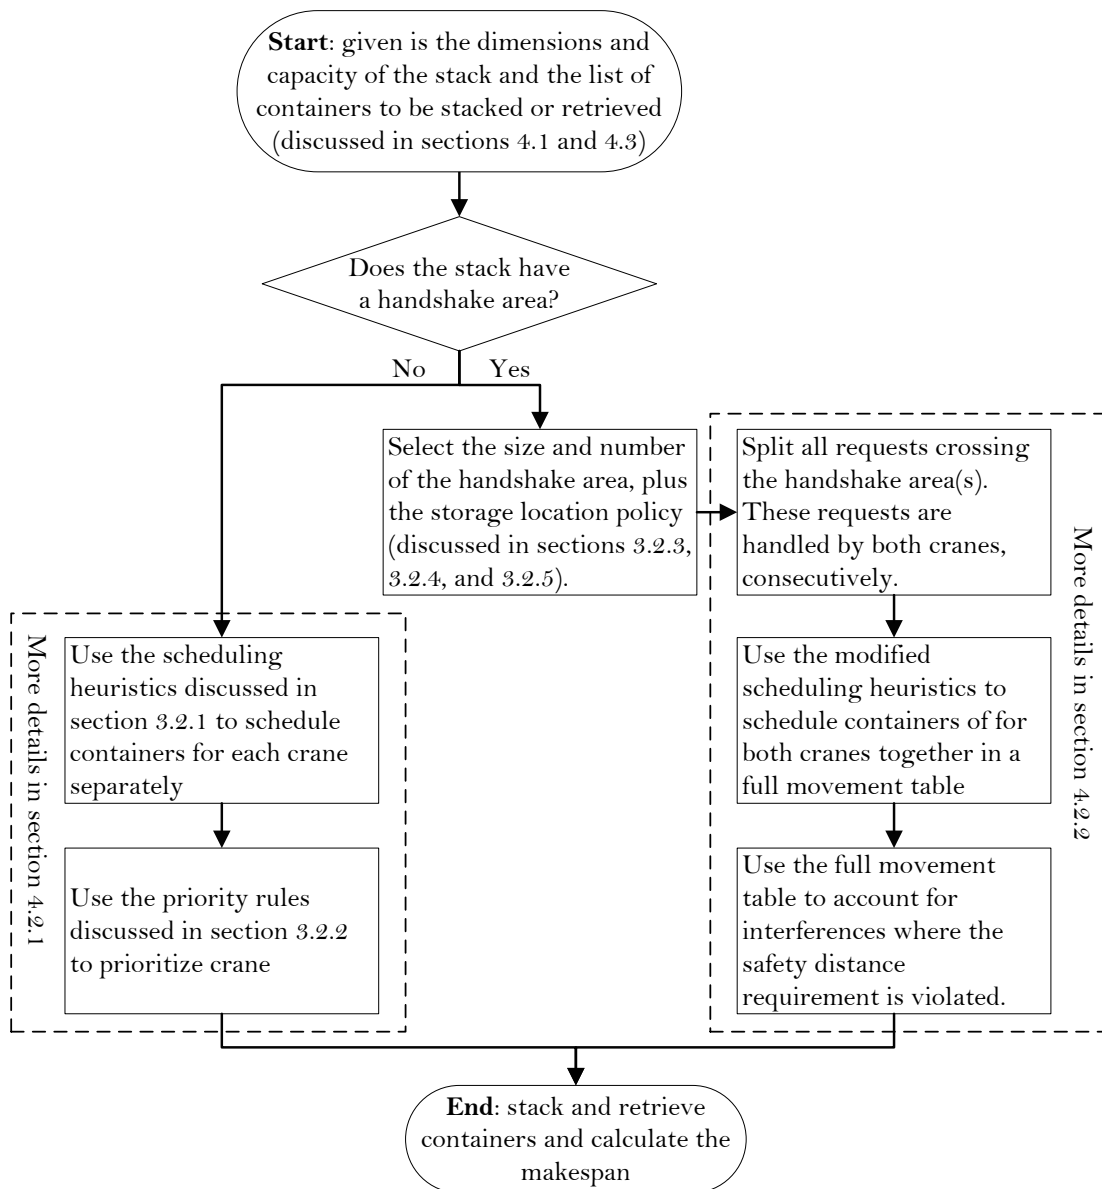 Start: given is the dimensions and
capacity of the stack and the list of
containers to be stacked or retrieved
(discussed in sections 4.1 and 4.3)
Does the stack have
a handshake area?
No
Yes
Select the size and number
of the handshake area, plus
the storage location policy
(discussed in sections 3.2.3,
3.2.4, and 3.2.5).
Split all requests crossing
the handshake area(s).
These requests are
handled by both cranes,
consecutively.
Use the modified
scheduling heuristics to
schedule containers of for
both cranes together in a
full movement table
Use the full movement
table to account for
interferences where the
safety distance
requirement is violated.
More details in section 4.2.2
More details in section 4.2.1
Use the scheduling
heuristics discussed in
section 3.2.1 to schedule
containers for each crane
separately
Use the priority rules
discussed in section 3.2.2
to prioritize crane
End: stack and retrieve
containers and calculate the
makespan